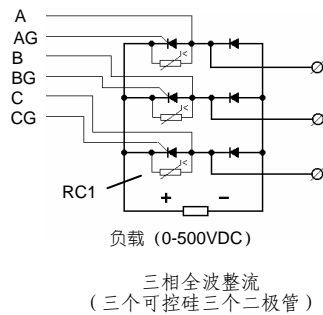 A
AG
B
BG
C
CG
RC1
+ −
负载（0-500VDC）
三相全波整流
（三个可控硅三个二极管）